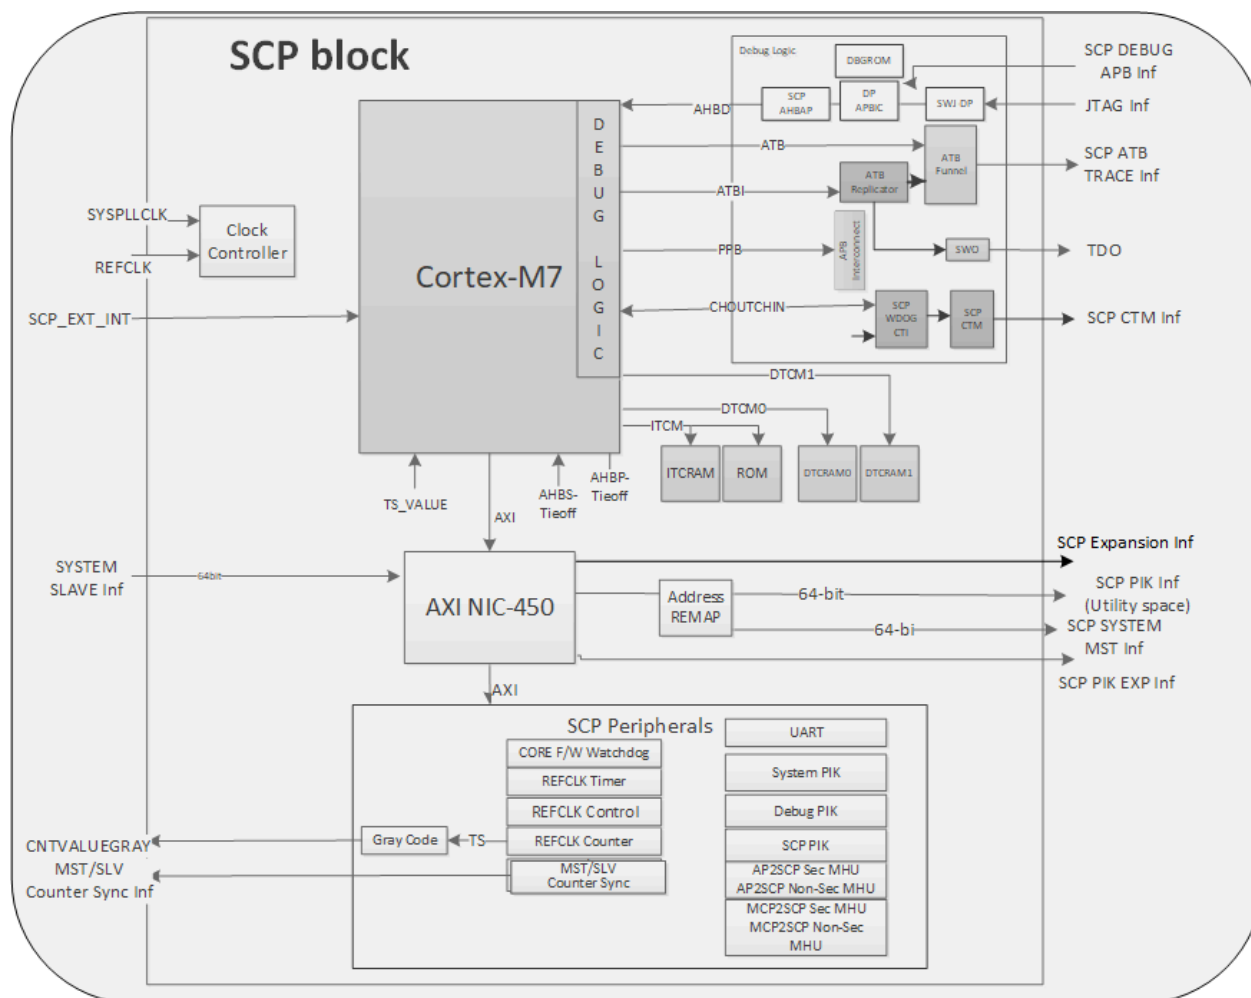 SCP block
Debug Logic
DBGROM
SCP DEBUG
APB Inf
AHBD
SCP
AHBAP
DP
APBIC
SWJ DP
JTAG Inf
D
E
B
U
G
L
O
G
I
C
ATB
ATB
Funnel
SCP ATB
TRACE Inf
ATBI
ATB
Replicator
SYSPLLCLK
REFCLK
Clock
Controller
Cortex-M7
PPB
APB
Interconnect
SWO
TDO
SCP_EXT_INT
CHOUTCHIN
SCP
WDOG
CTI
SCP
CTM
SCP CTM Inf
DTCM1
DTCM0
ITCM
ITCRAM
ROM
DTCRAM0
DTCRAM1
TS_VALUE
AXI
AHBS-
Tieoff
AHBP-
Tieoff
SYSTEM
SLAVE Inf
64bit
AXI NIC-450
Address
REMAP
SCP Expansion Inf
64-bit
SCP PIK Inf
(Utility space)
64-bi
SCP SYSTEM
MST Inf
SCP PIK EXP Inf
AXI
SCP Peripherals
CORE F/W Watchdog
REFCLK Timer
REFCLK Control
REFCLK Counter
MST/SLV
Counter Sync
UART
System PIK
Debug PIK
SCP PIK
AP2SCP Sec MHU
AP2SCP Non-Sec MHU
MCP2SCP Sec MHU
MCP2SCP Non-Sec
MHU
Gray Code
TS
CNTVALUEGRAY
MST/SLV
Counter Sync Inf